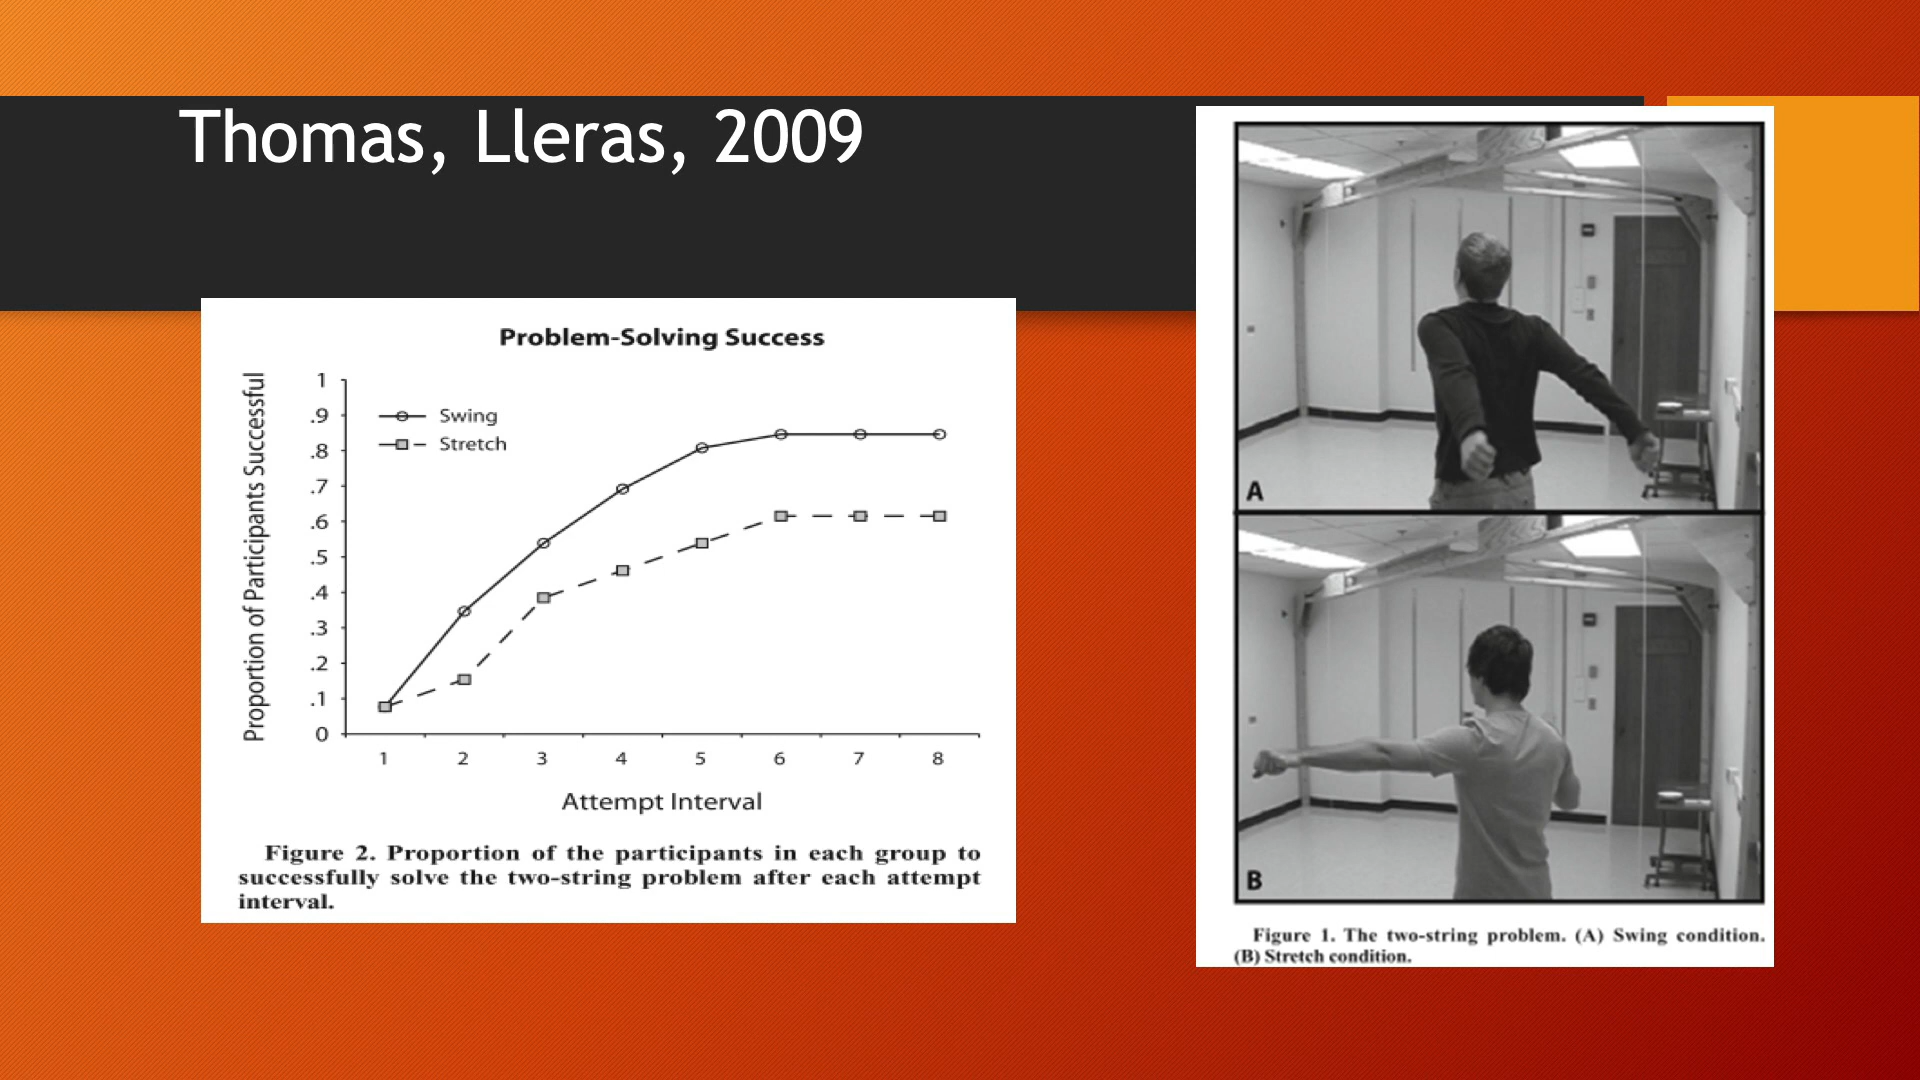 Thomas, Lleras, 2009
Problem-Solving Success
Proportion of Participants Successful
1
.9
.8
.7
.6
.5
.4
.3
.2
.1
0
Swing
Stretch
1 2 3 4 5 6 7 8
Attempt Interval
Figure 2. Proportion of the participants in each group to
successfully solve the two-string problem after each attempt
interval.
A
B
Figure 1. The two-string problem. (A) Swing condition.
(B) Stretch condition.